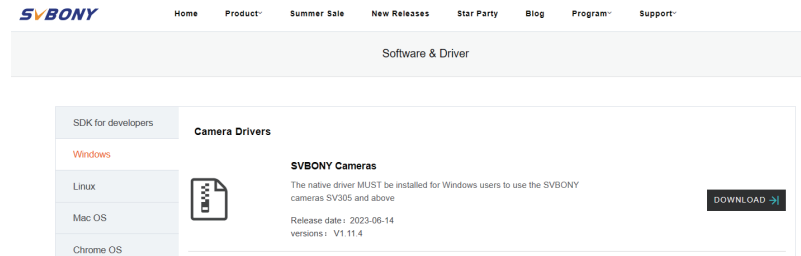 SVBONY
Home Product Summer Sale New Releases Star Party Blog Program Support
Software & Driver
SDK for developers
Windows
Linux
Mac OS
Chrome OS
Camera Drivers
SVBONY Cameras
The native driver MUST be installed for Windows users to use the SVBONY
cameras SV305 and above
Release date： 2023-06-14
versions： V1.11.4
DOWNLOAD